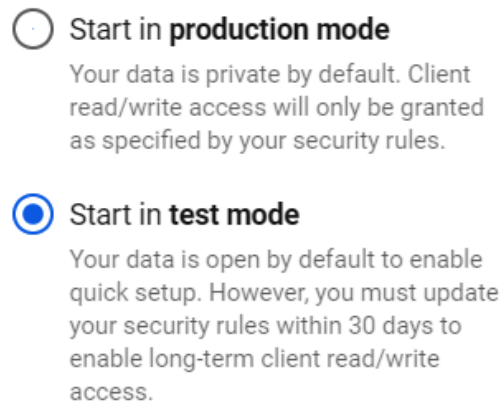 Start in production mode
Your data is private by default. Client
read/write access will only be granted
as specified by your security rules.
Start in test mode
Your data is open by default to enable
quick setup. However, you must update
your security rules within 30 days to
enable long-term client read/write
access.